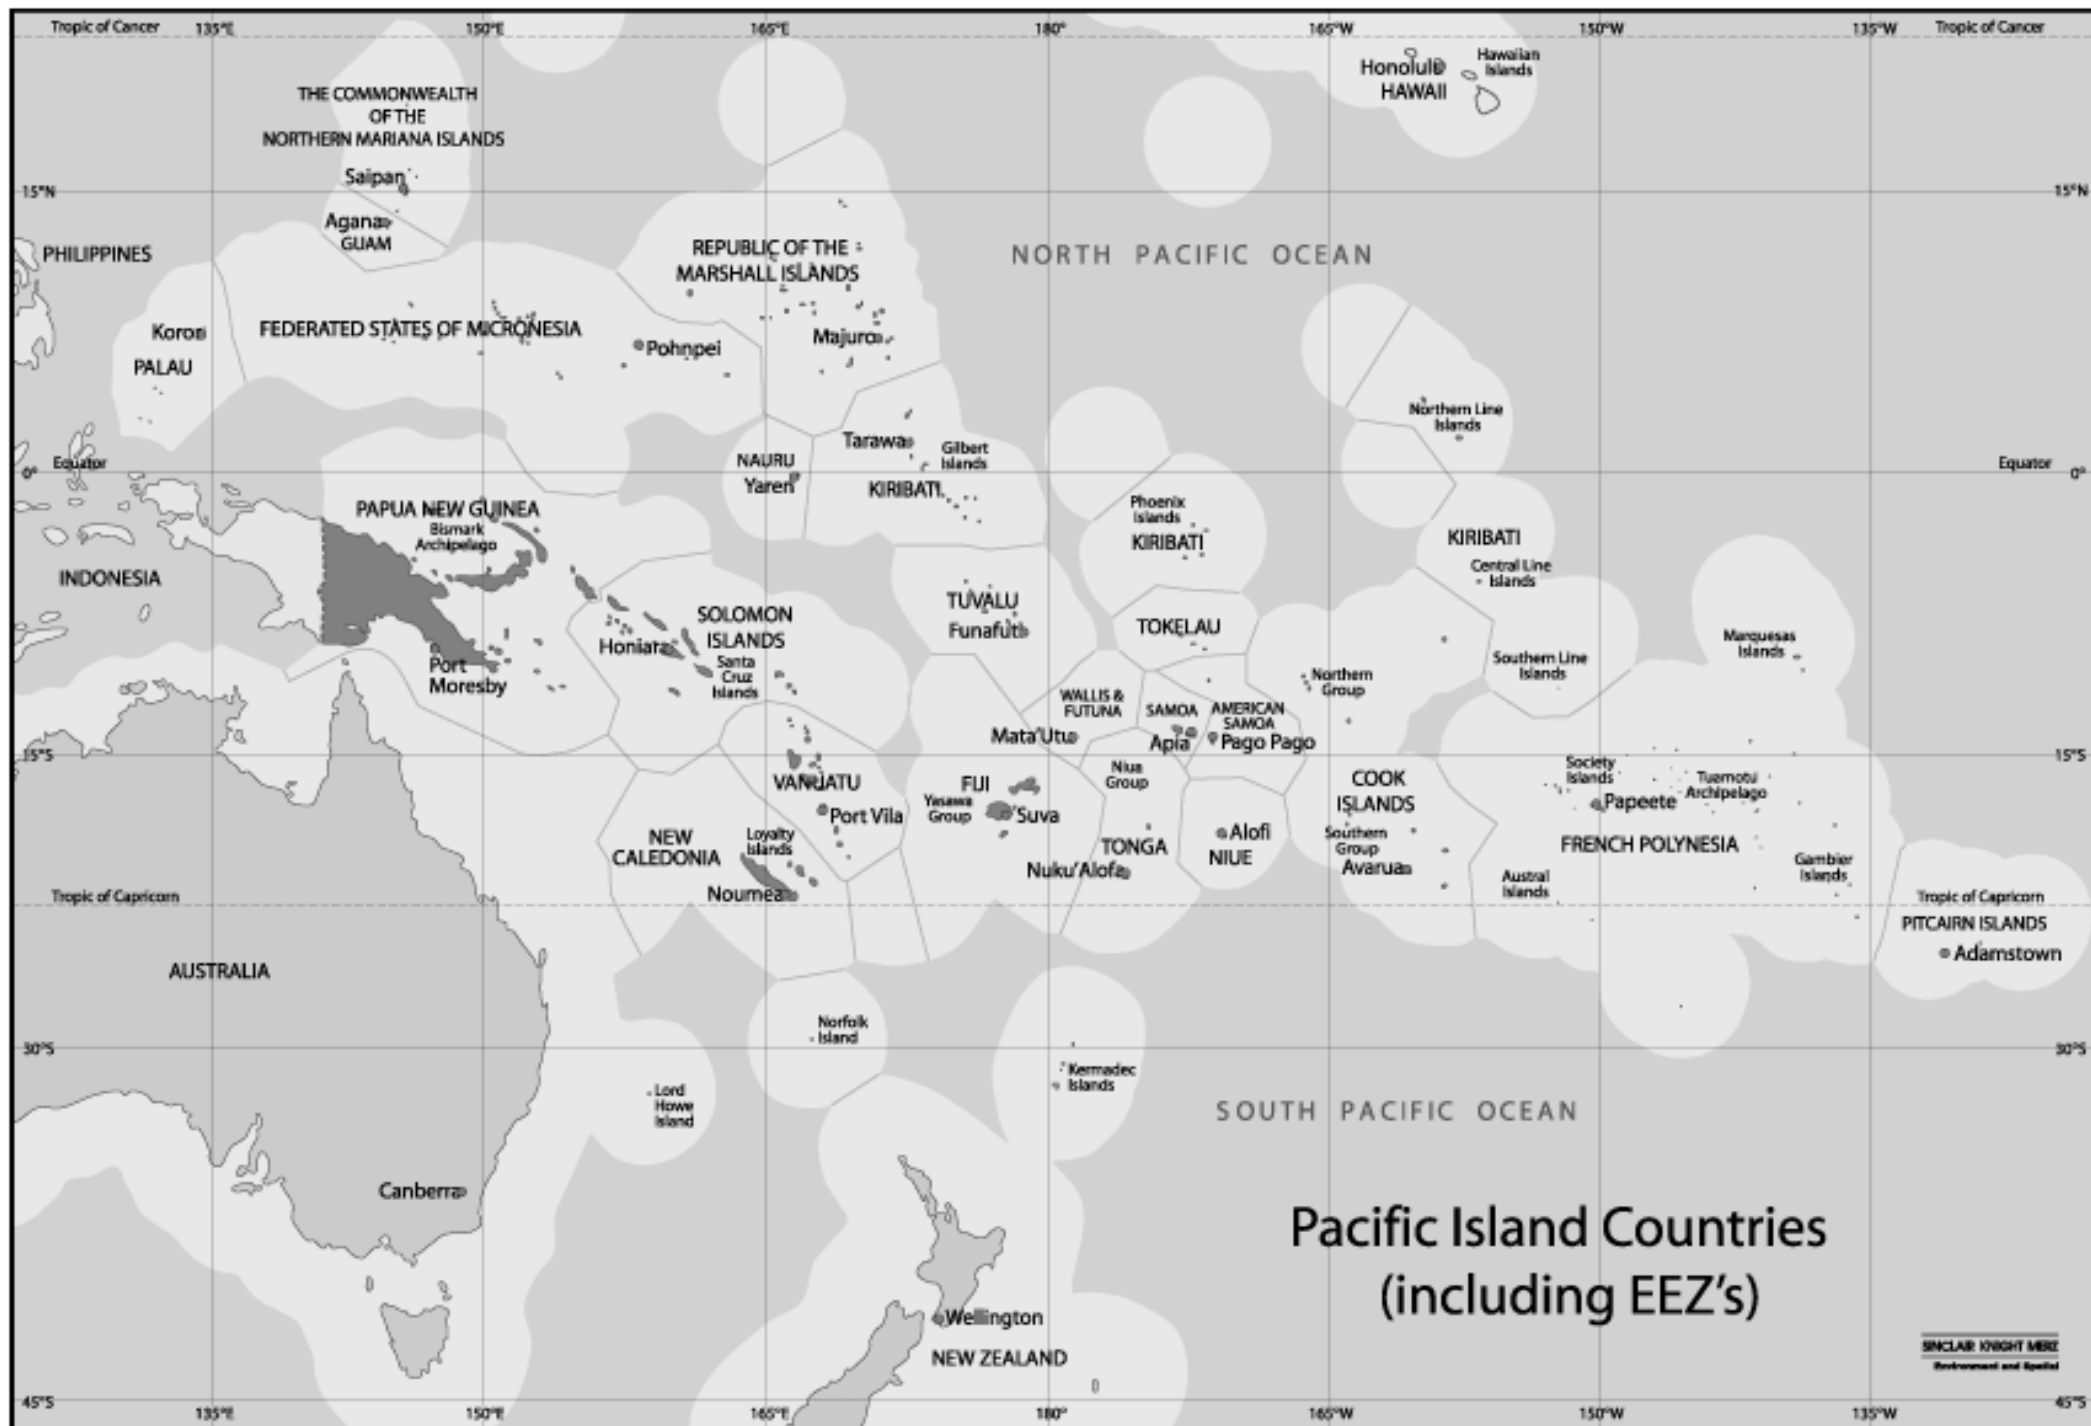 Tropic of Cancer
135°E
150°E
165°E
180°
165°W
150°W
135°W
Tropic of Cancer
Honolulu
HAWAII
Hawaiian
Islands
THE COMMONWEALTH
OF THE
NORTHERN MARIANA ISLANDS
Saipan
15°N
15°N
Agana
GUAM
PHILIPPINES
REPUBLIC OF THE
MARSHALL ISLANDS
NORTH PACIFIC OCEAN
Koror
PALAU
FEDERATED STATES OF MICRONESIA
Pohnpei
Majuro
Northern Line
Islands
Tarawa
Gilbert
Islands
KIRIBATI
NAURU
Yaren
0°
Equator
Equator
0°
PAPUA NEW GUINEA
Bismark
Archipelago
Phoenix
Islands
KIRIBATI
KIRIBATI
Central Line
Islands
INDONESIA
SOLOMON
ISLANDS
Honiara
Santa
Cruz
Islands
TUVALU
Funafuti
TOKELAU
Marquesas
Islands
Port
Moresby
Northern
Group
Southern Line
Islands
WALLIS &
FUTUNA
SAMOA
AMERICAN
SAMOA
Mata'Utu
Apia
Pago Pago
15°S
15°S
VANUATU
Port Vila
FIJI
Yasawa
Group
Suva
Niua
Group
COOK
ISLANDS
Society
Islands
Papeete
Tuamotu
Archipelago
NEW
CALEDONIA
Loyalty
Islands
Noumea
TONGA
Nuku'Alofa
Alofi
NIUE
Southern
Group
Avarua
FRENCH POLYNESIA
Austral
Islands
Gambier
Islands
Tropic of Capricorn
Tropic of Capricorn
PITCAIRN ISLANDS
Adamstown
AUSTRALIA
Norfolk
Island
30°S
30°S
Lord
Howe
Island
Kermadec
Islands
SOUTH PACIFIC OCEAN
Canberra
Pacific Island Countries
(including EEZ's)
Wellington
NEW ZEALAND
SINCLAIR KNIGHT MERZ
Environment and Spatial
45°S
45°S
135°E
150°E
165°E
180°
165°W
150°W
135°W